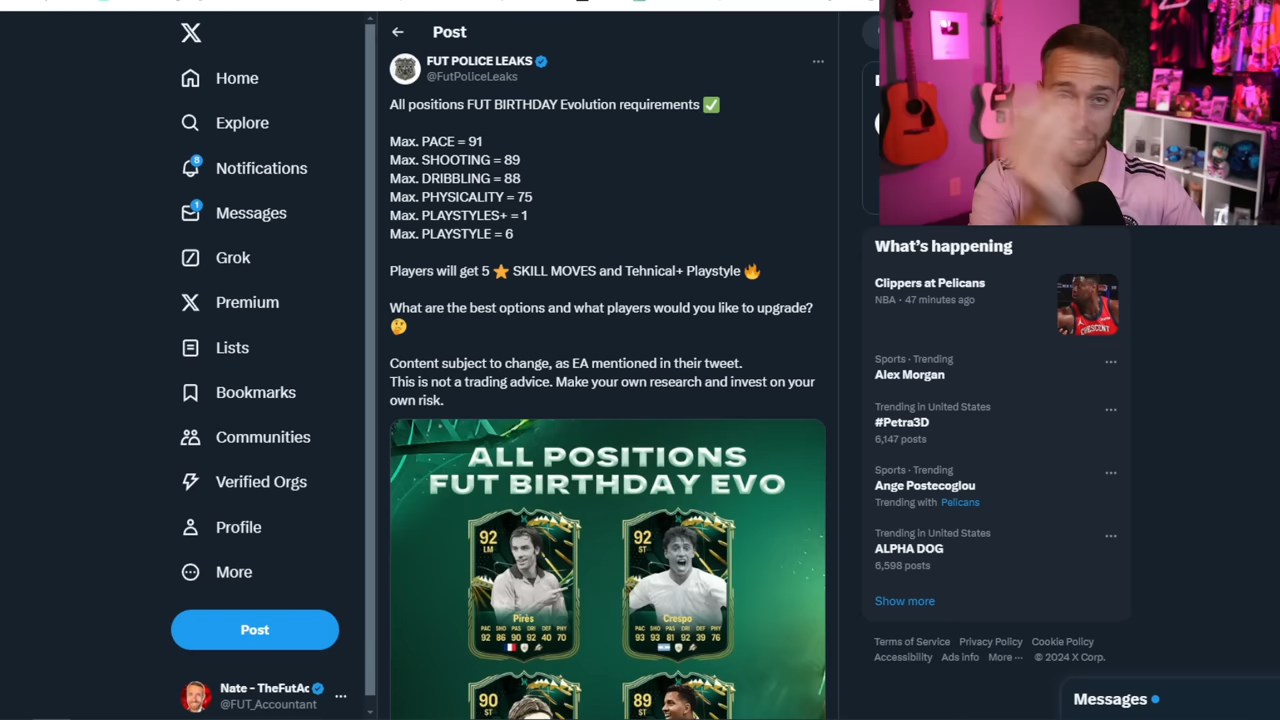 Home
Explore
8
Notifications
1
Messages
Grok
Premium
Lists
Bookmarks
Communities
Verified Orgs
Profile
More
Post
Nate - TheFutAc
@FUT_Accountant
Post
FUT POLICE LEAKS
@FutPoliceLeaks
All positions FUT BIRTHDAY Evolution requirements ✅
Max. PACE = 91
Max. SHOOTING = 89
Max. DRIBBLING = 88
Max. PHYSICALITY = 75
Max. PLAYSTYLES+ = 1
Max. PLAYSTYLE = 6
Players will get 5 ⭐ SKILL MOVES and Tehnical+ Playstyle 🔥
What are the best options and what players would you like to upgrade?
🤔
Content subject to change, as EA mentioned in their tweet.
This is not a trading advice. Make your own research and invest on your
own risk.
ALL POSITIONS
FUT BIRTHDAY EVO
92
LM
Pirès
PAC SHO PAS DRI DEF PHY
92 86 90 92 40 70
92
ST
Crespo
PAC SHO PAS DRI DEF PHY
93 93 81 92 39 76
90
ST
89
ST
What's happening
Clippers at Pelicans
NBA · 47 minutes ago
CRESCENT
Sports · Trending
Alex Morgan
Trending in United States
#Petra3D
6,147 posts
Sports · Trending
Ange Postecoglou
Trending with Pelicans
Trending in United States
ALPHA DOG
6,598 posts
Show more
Terms of Service Privacy Policy Cookie Policy
Accessibility Ads info More ··· © 2024 X Corp.
Messages